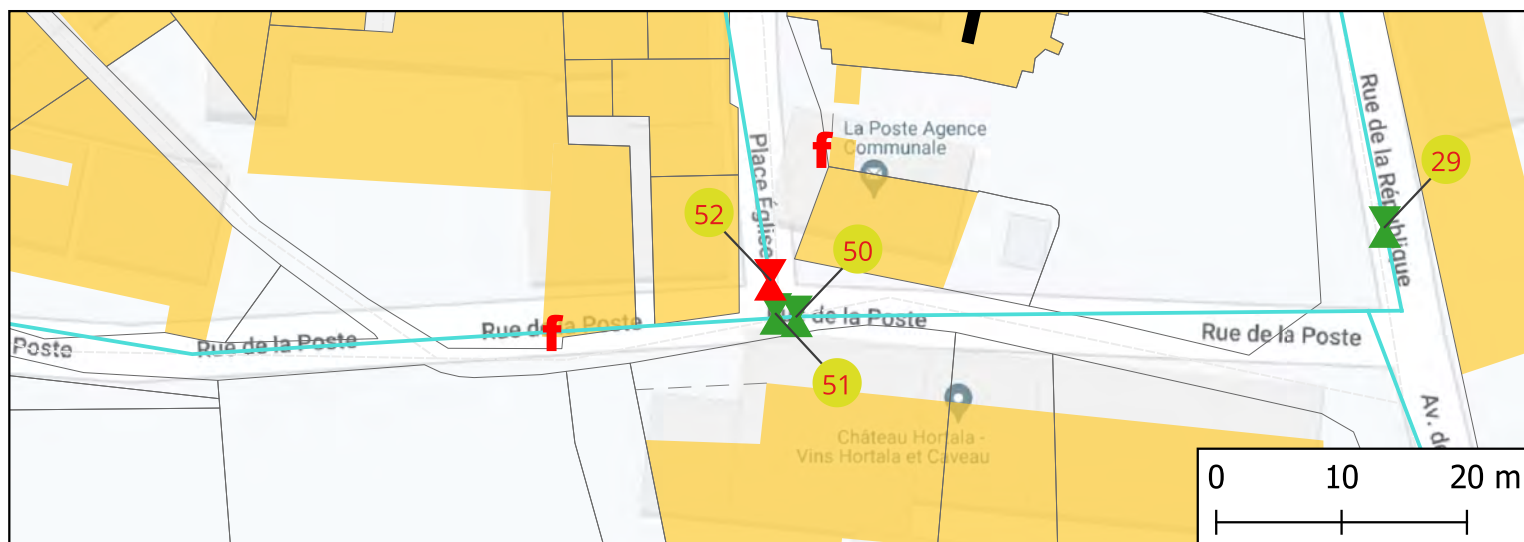 La Poste Agence
Communale
f
Place Église
Rue de la République
29
52
50
f
Rue de la Poste
de la Poste
Rue de la Poste
Poste
Rue de la Poste
51
Château Hortala -
Vins Hortala et Caveau
Av. de
0 10 20 m